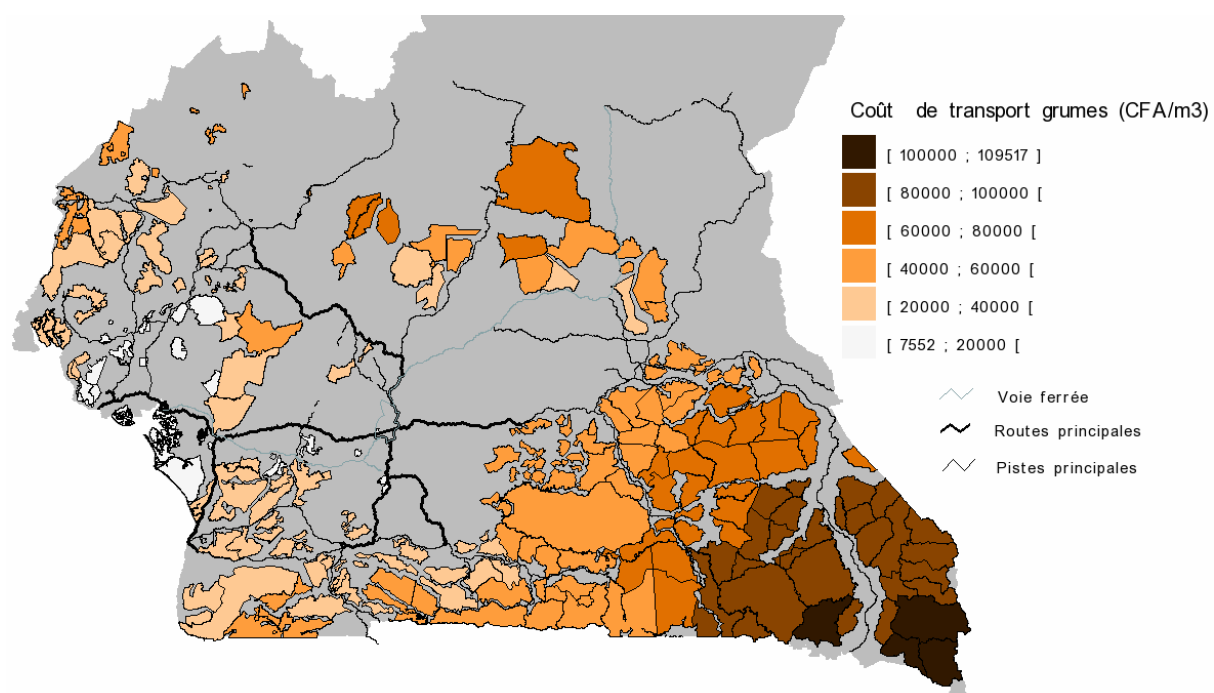 Coût de transport grumes (CFA/m3)
[ 100000 ; 109517 ]
[ 80000 ; 100000 [
[ 60000 ; 80000 [
[ 40000 ; 60000 [
[ 20000 ; 40000 [
[ 7552 ; 20000 [
Voie ferrée
Routes principales
Pistes principales